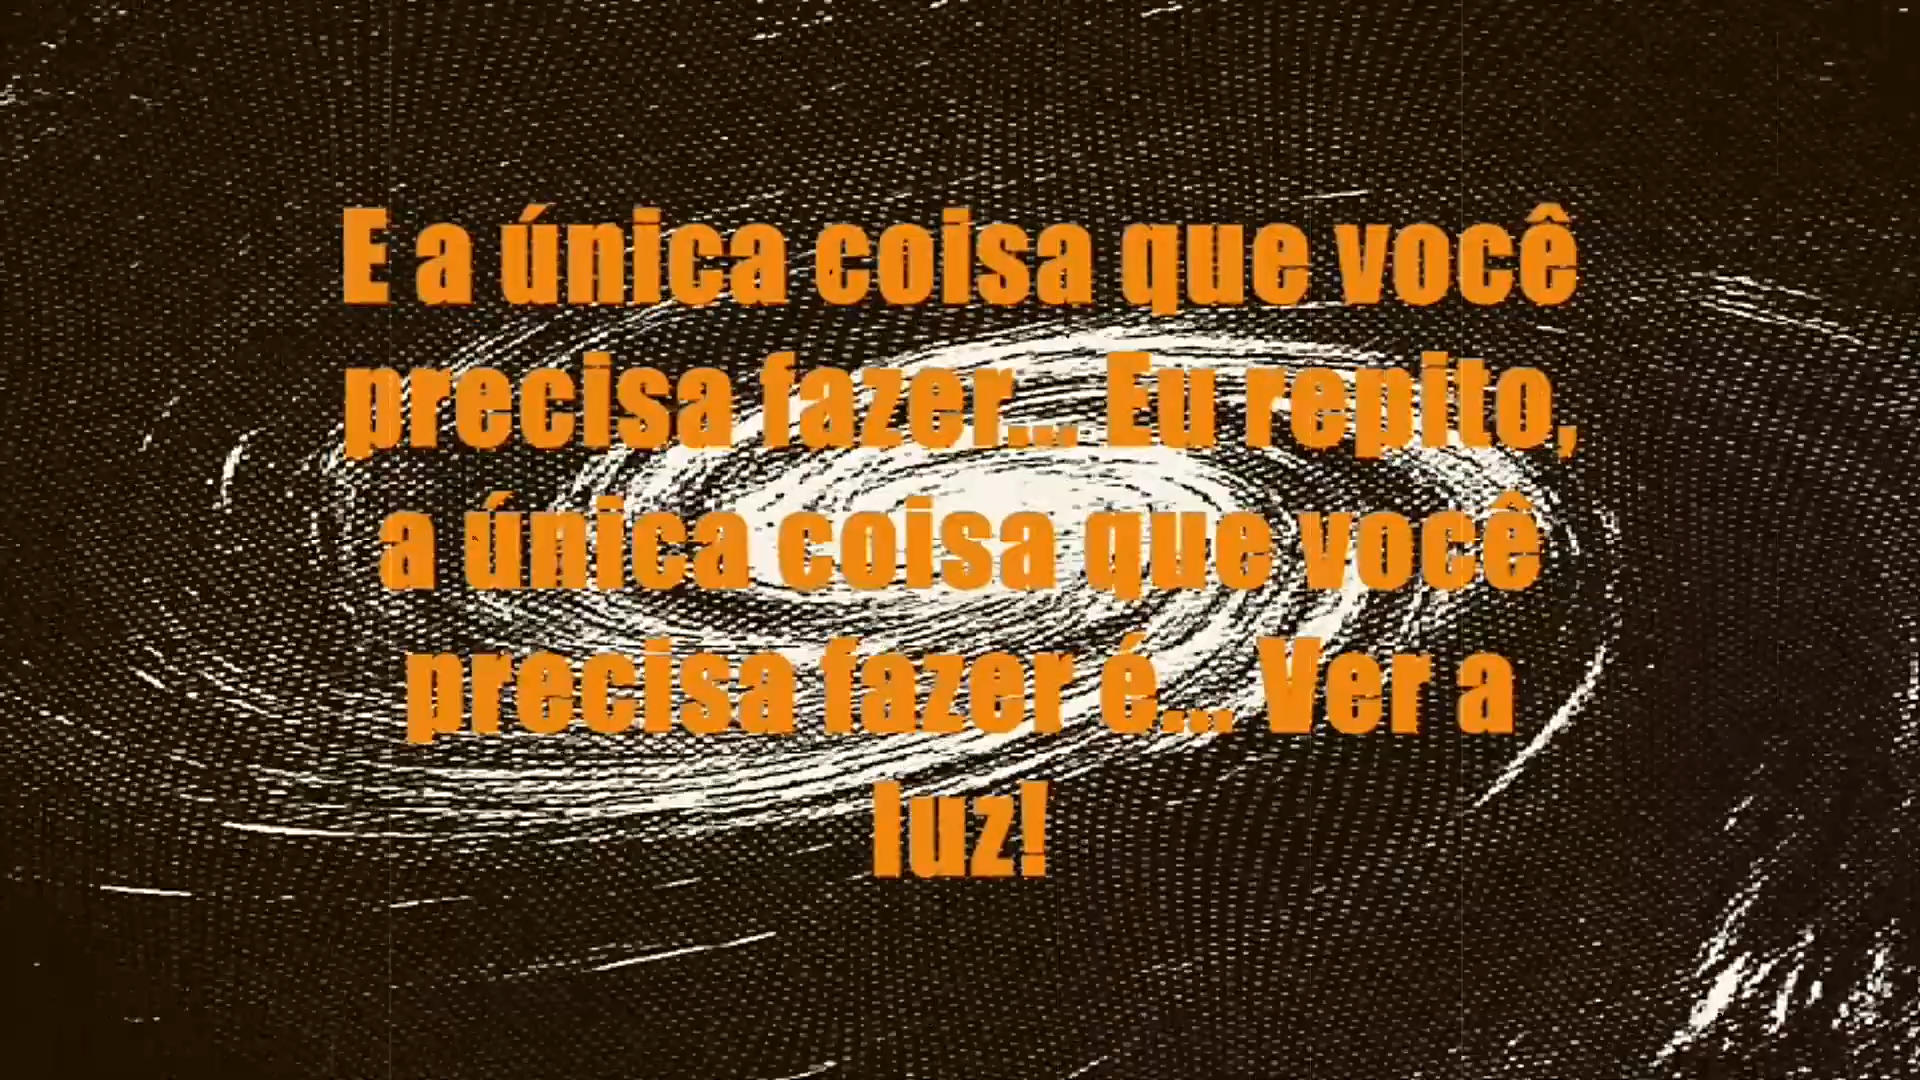 E a única coisa que você
precisa fazer... Eu repito,
a única coisa que você
precisa fazer é... Ver a
luz!